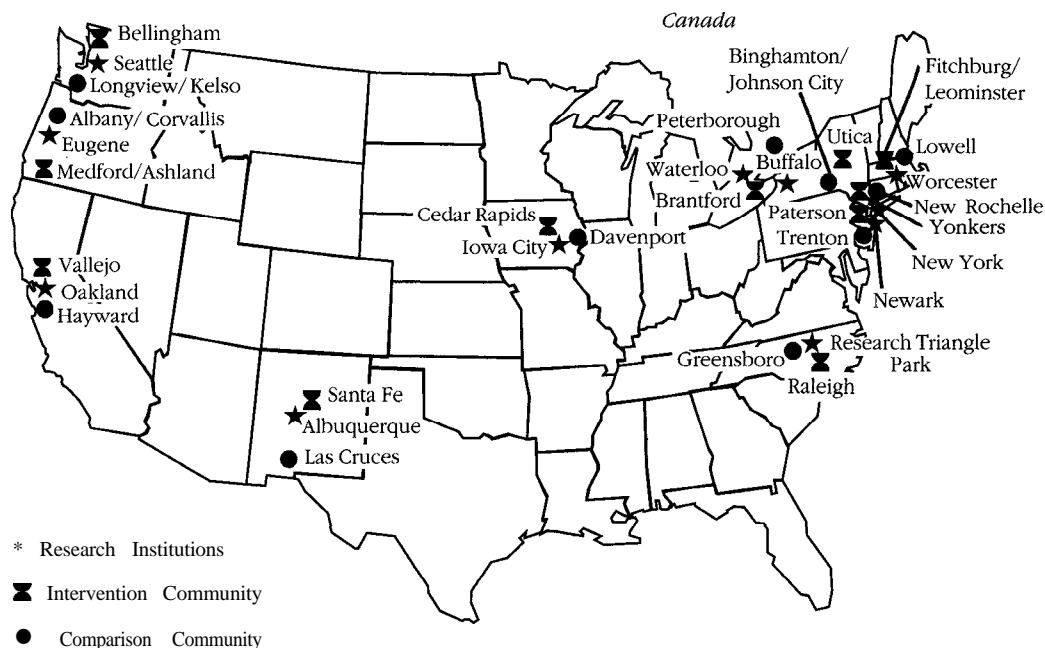 Canada
Bellingham
Seattle
Longview/ Kelso
Albany/ Corvallis
Eugene
Medford/Ashland
Vallejo
Oakland
Hayward
Santa Fe
Albuquerque
Las Cruces
Cedar Rapids
Iowa City
Davenport
Binghamton/
Johnson City
Peterborough
Waterloo
Brantford
Buffalo
Utica
Fitchburg/
Leominster
Lowell
Worcester
New Rochelle
Yonkers
Paterson
Trenton
New York
Newark
Greensboro
Research Triangle
Park
Raleigh
* Research Institutions
Intervention Community
Comparison Community